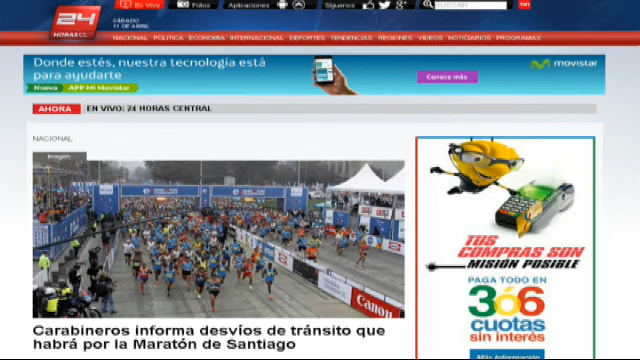 En Vivo
Fotos
Aplicaciones
Síguenos
BUSCAR
24
HORAS.CL
SÁBADO
11 DE ABRIL
NACIONAL POLITICA ECONOMIA INTERNACIONAL DEPORTES TENDENCIAS REGIONES VIDEOS NOTICIARIOS PROGRAMAS
Donde estés, nuestra tecnología está
para ayudarte
Nueva APP Mi Movistar
Conoce más
movistar
AHORA EN VIVO: 24 HORAS CENTRAL
NACIONAL
Imagen
Canon
Carabineros informa desvíos de tránsito que
habrá por la Maratón de Santiago
TUS
COMPRAS SON
MISIÓN POSIBLE
PAGA TODO EN
3ó6
cuotas
sin interés
Más Información